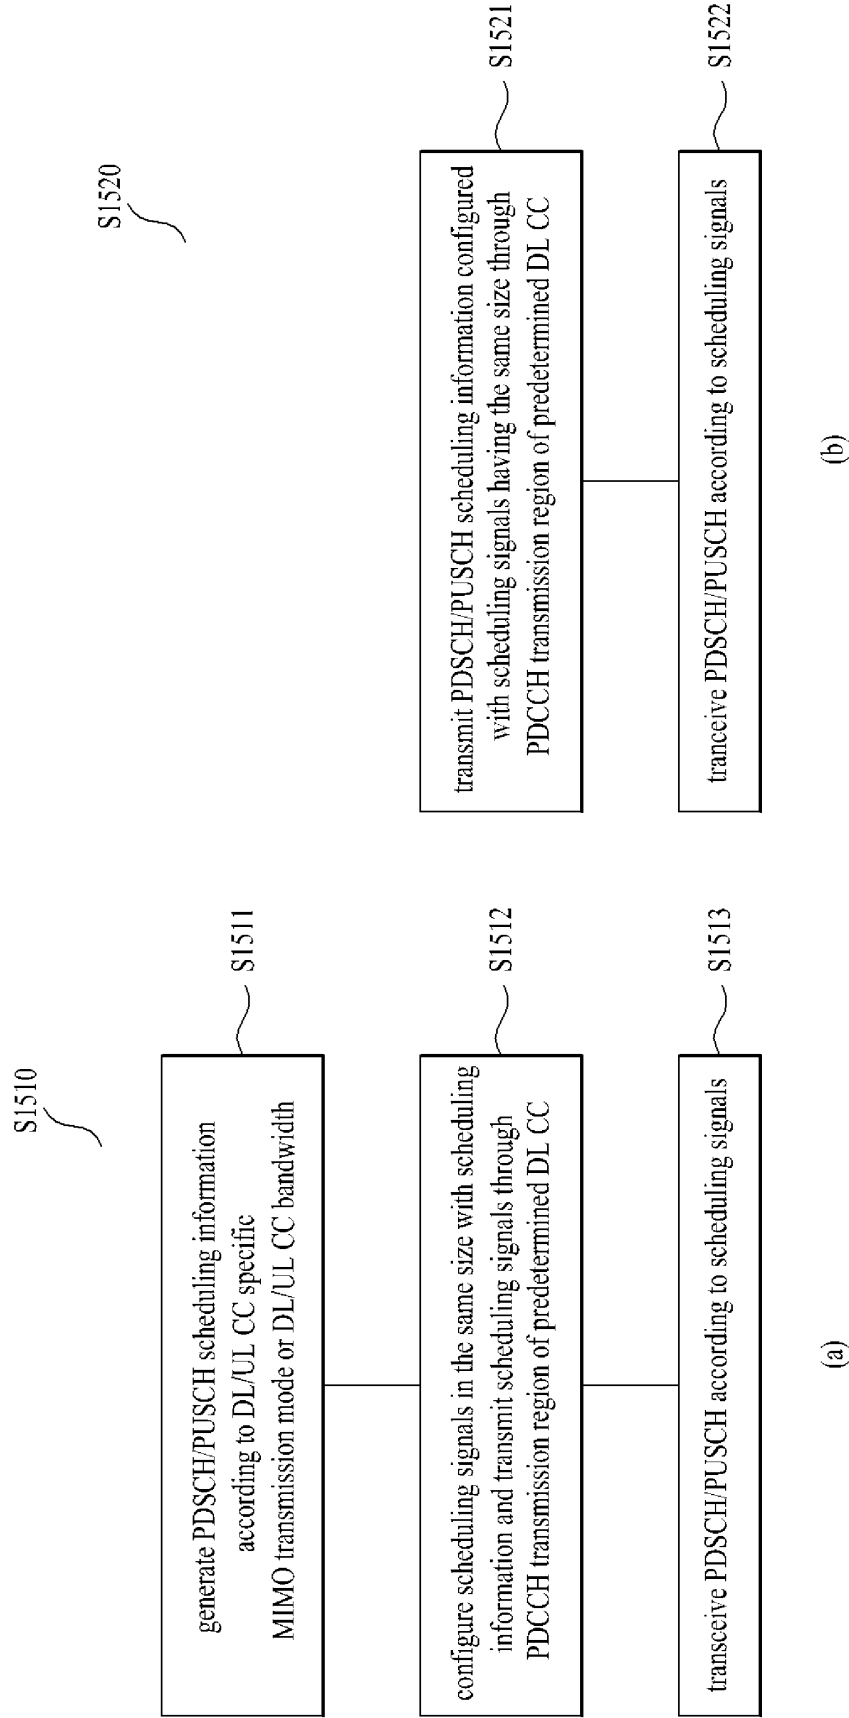 S1510
generate PDSCH/PUSCH scheduling information
according to DL/UL CC specific
MIMO transmission mode or DL/UL CC bandwidth
S1511
configure scheduling signals in the same size with scheduling
information and transmit scheduling signals through
PDCCH transmission region of predetermined DL CC
S1512
transceive PDSCH/PUSCH according to scheduling signals
S1513
(a)
S1520
transmit PDSCH/PUSCH scheduling information configured
with scheduling signals having the same size through
PDCCH transmission region of predetermined DL CC
S1521
tranceive PDSCH/PUSCH according to scheduling signals
S1522
(b)